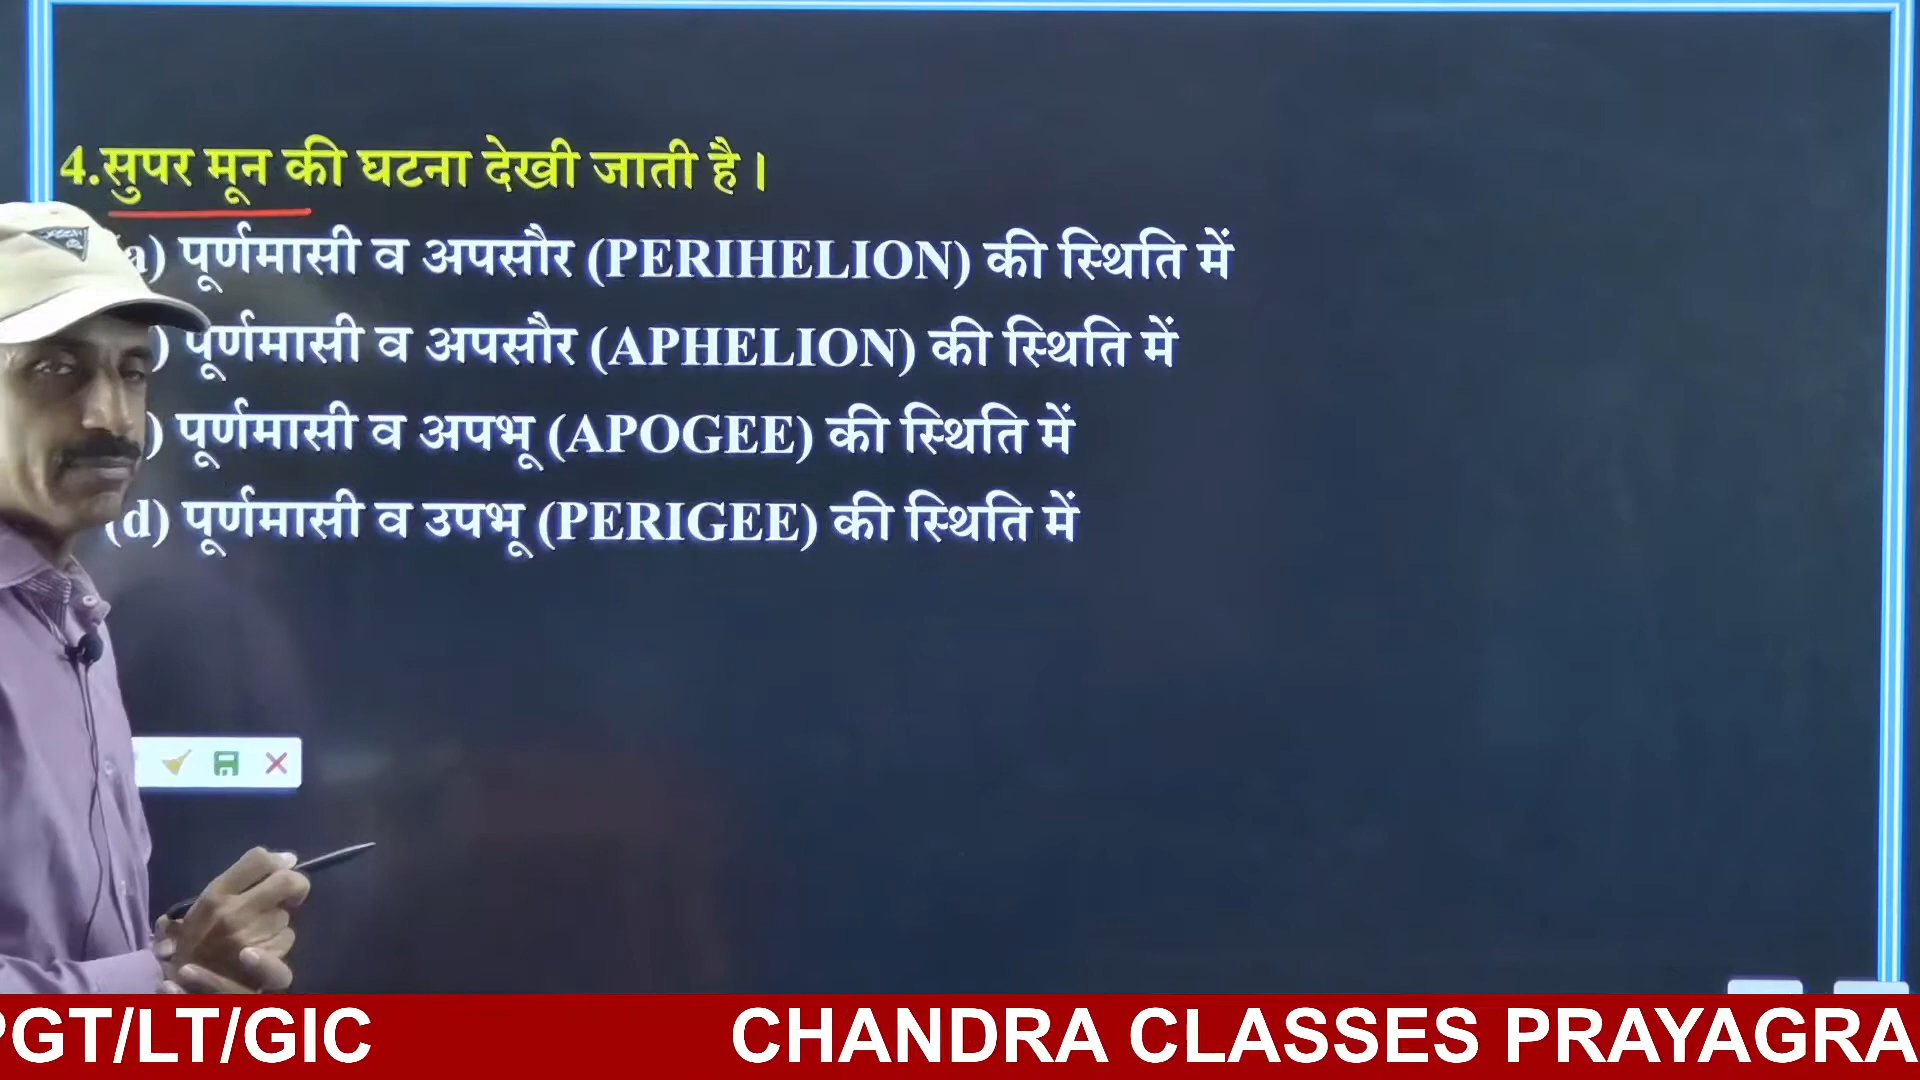 4.सुपर मून की घटना देखी जाती है।
a) पूर्णमासी व अपसौर (PERIHELION) की स्थिति में
) पूर्णमासी व अपसौर (APHELION) की स्थिति में
) पूर्णमासी व अपभू (APOGEE) की स्थिति में
(d) पूर्णमासी व उपभू (PERIGEE) की स्थिति में
PGT/LT/GIC CHANDRA CLASSES PRAYAGRA